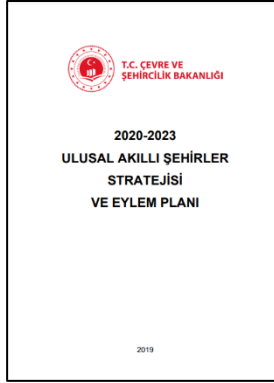 T.C. ÇEVRE VE
ŞEHİRCİLİK BAKANLIĞI
2020-2023
ULUSAL AKILLI ŞEHİRLER
STRATEJİSİ
VE EYLEM PLANI
2019